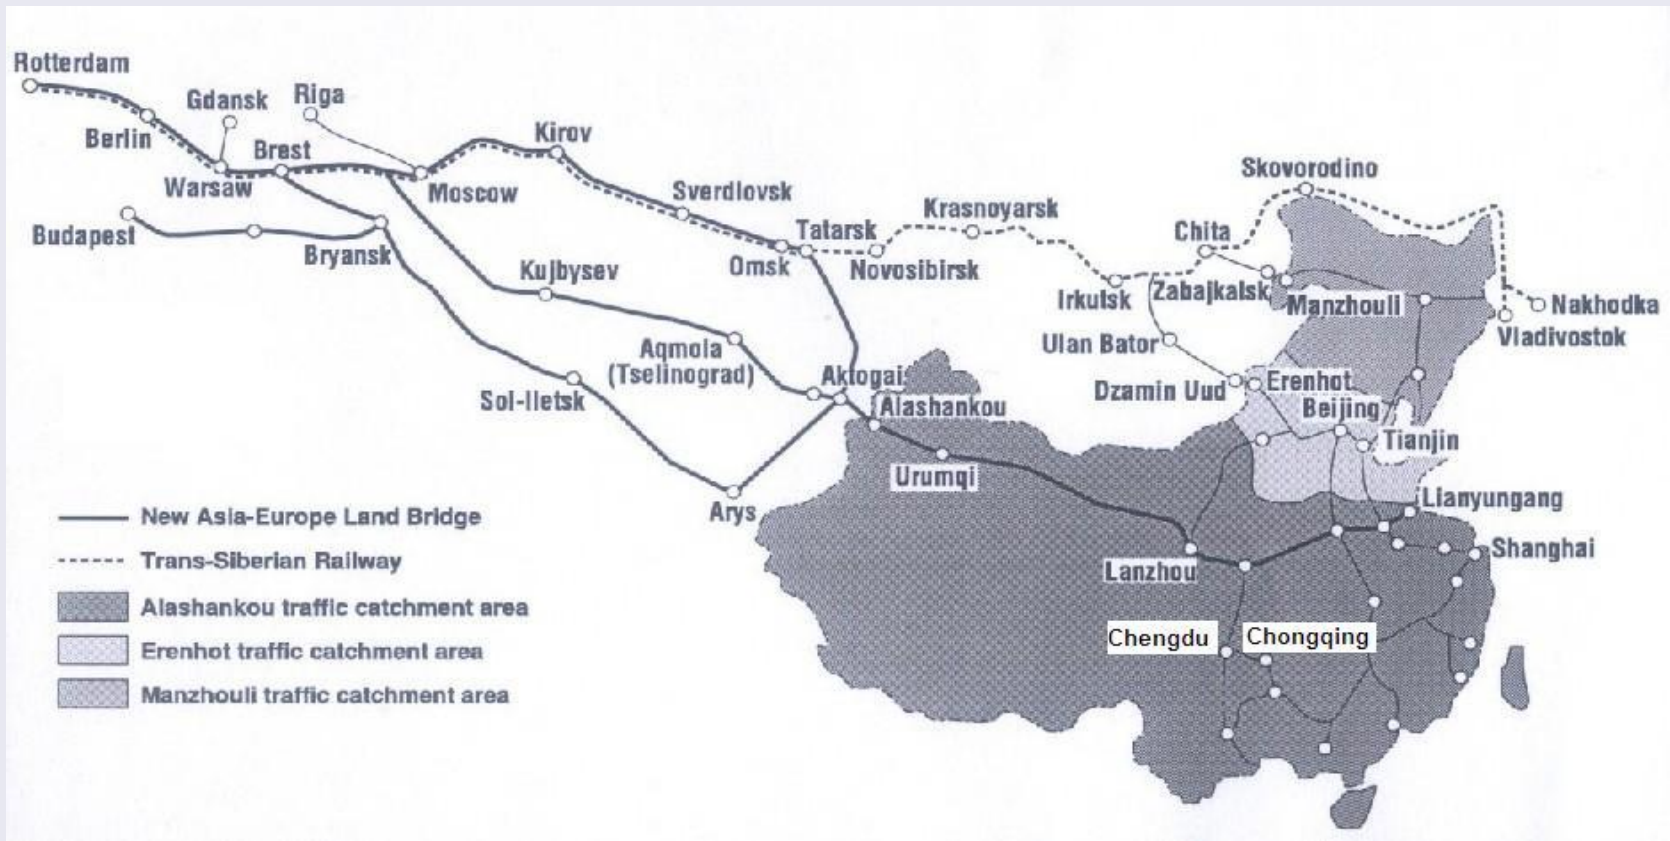 Rotterdam
Gdansk
Riga
Berlin
Brest
Kirov
Warsaw
Moscow
Skovorodino
Sverdlovsk
Krasnoyarsk
Budapest
Bryansk
Tatarsk
Chita
Omsk
Novosibirsk
Kujbysev
Irkutsk
Zabajkalsk
Manzhouli
Nakhodka
Vladivostok
Ulan Bator
Aqmola
(Tselinograd)
Aktogai
Dzamin Uud
Erenhot
Sol-Iletsk
Alashankou
Beijing
Tianjin
Urumqi
Arys
Lianyungang
Lanzhou
Shanghai
Chengdu
Chongqing
New Asia-Europe Land Bridge
Trans-Siberian Railway
Alashankou traffic catchment area
Erenhot traffic catchment area
Manzhouli traffic catchment area